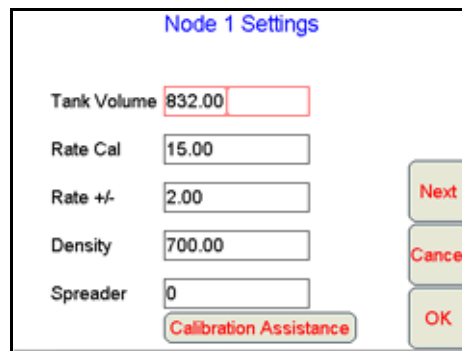 Node 1 Settings
Tank Volume 832.00
Rate Cal 15.00
Rate +/- 2.00
Next
Density 700.00
Cance
Spreader 0
OK
Calibration Assistance